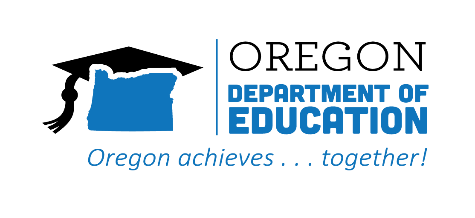 OREGON
DEPARTMENT OF
EDUCATION
Oregon achieves . . . together!